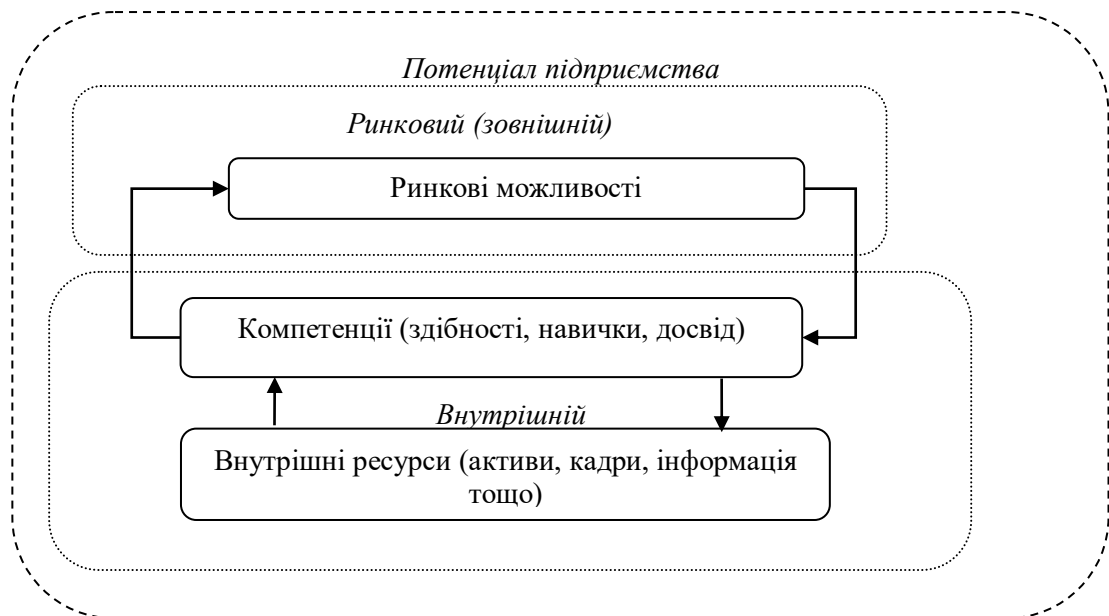 Потенціал підприємства
Ринковий (зовнішній)
Ринкові можливості
Компетенції (здібності, навички, досвід)
Внутрішній
Внутрішні ресурси (активи, кадри, інформація
тощо)